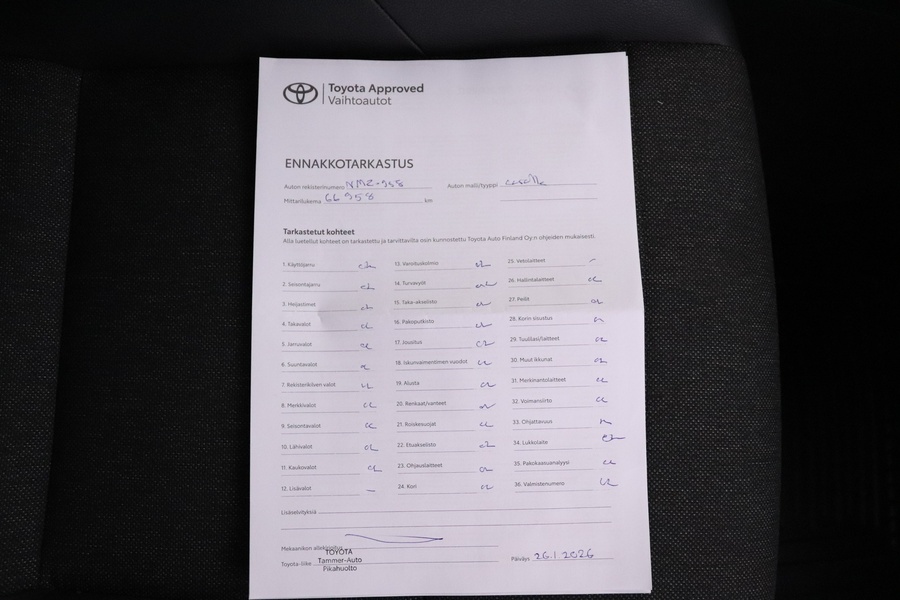 Toyota Approved
Vaihtoautot
ENNAKKOTARKASTUS
Auton rekisterinumero NMZ-958 Auton malli/tyyppi corolla
Mittarilukema 66 958 km
Tarkastetut kohteet
Alla luetellut kohteet on tarkastettu ja tarvittavilta osin kunnostettu Toyota Auto Finland Oy:n ohjeiden mukaisesti.
1. Käyttöjarru ok 13. Varoituskolmio ok 25. Vetolaitteet –
2. Seisontajarru ok 14. Turvavyöt ok 26. Hallintalaitteet ok
3. Heijastimet ok 15. Taka-akselisto ok 27. Peilit ok
4. Takavalot ok 16. Pakoputkisto ok 28. Korin sisustus ok
5. Jarruvalot ok 17. Jousitus ok 29. Tuulilasi/laitteet ok
6. Suuntavalot ok 18. Iskunvaimentimen vuodot ok 30. Muut ikkunat ok
7. Rekisterikilven valot ok 19. Alusta ok 31. Merkinantolaitteet ok
8. Merkkivalot ok 20. Renkaat/vanteet ok 32. Voimansiirto ok
9. Seisontavalot ok 21. Roiskesuojat ok 33. Ohjattavuus ok
10. Lähivalot ok 22. Etuakselisto ok 34. Lukkolaite ok
11. Kaukovalot ok 23. Ohjauslaitteet ok 35. Pakokaasuanalyysi ok
12. Lisävalot – 24. Kori ok 36. Valmistenumero ok
Lisäselvityksiä
Mekaanikon allekirjoitus
Toyota-liike TOYOTA
Tammer-Auto
Pikahuolto
Päiväys 26.1.2026